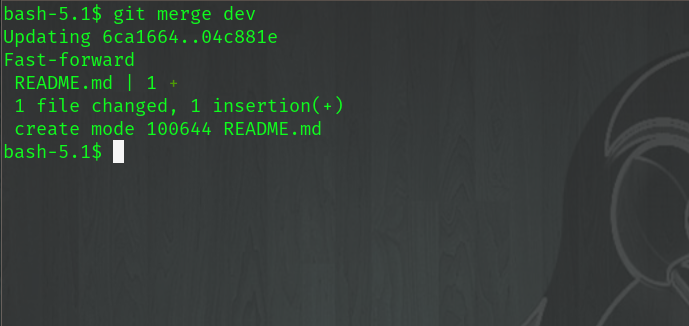 bash-5.1$ git merge dev
Updating 6ca1664..04c881e
Fast-forward
 README.md | 1 +
 1 file changed, 1 insertion(+)
 create mode 100644 README.md
bash-5.1$